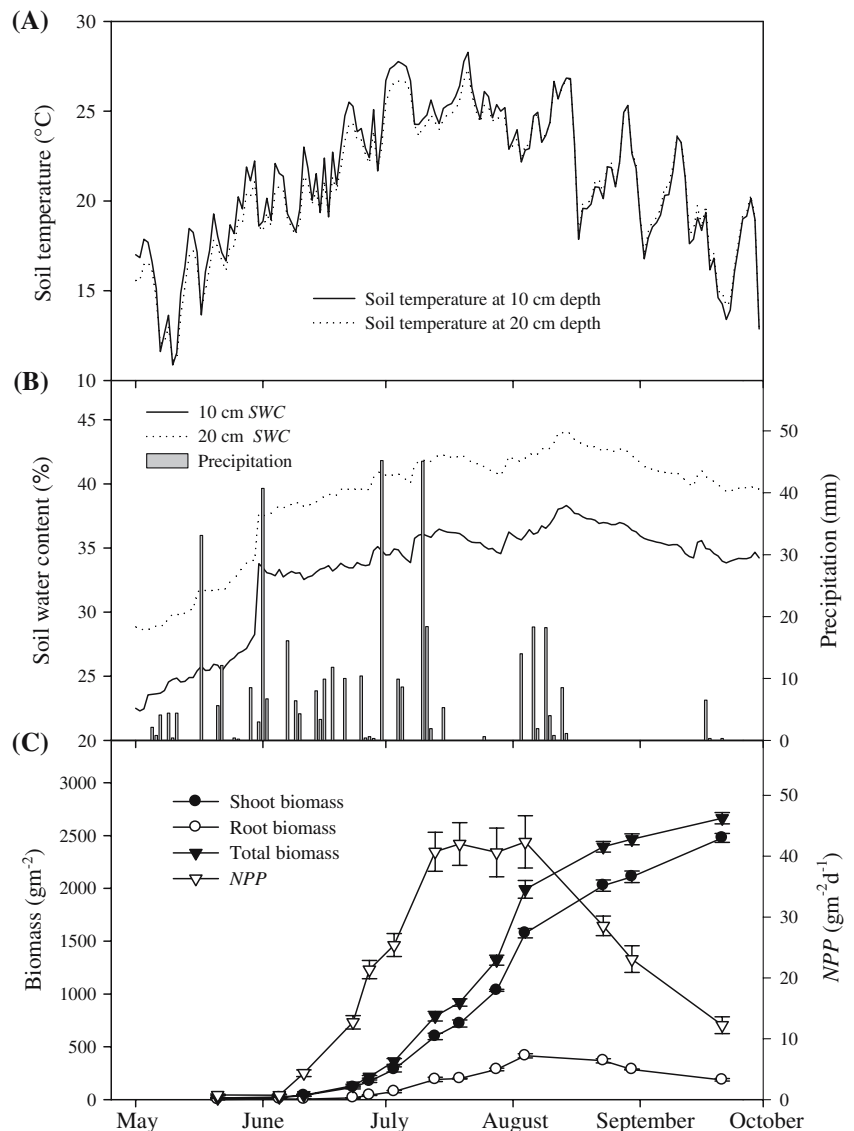 (A)
30
25
20
15
10
Soil temperature (°C)
Soil temperature at 10 cm depth
Soil temperature at 20 cm depth
(B)
45
40
35
30
25
20
Soil water content (%)
10 cm SWC
20 cm SWC
Precipitation
50
40
30
20
10
0
Precipitation (mm)
(C)
3000
2500
2000
1500
1000
500
0
Biomass (gm-2)
Shoot biomass
Root biomass
Total biomass
NPP
50
40
30
20
10
0
NPP (gm-2d-1)
May June July August September October